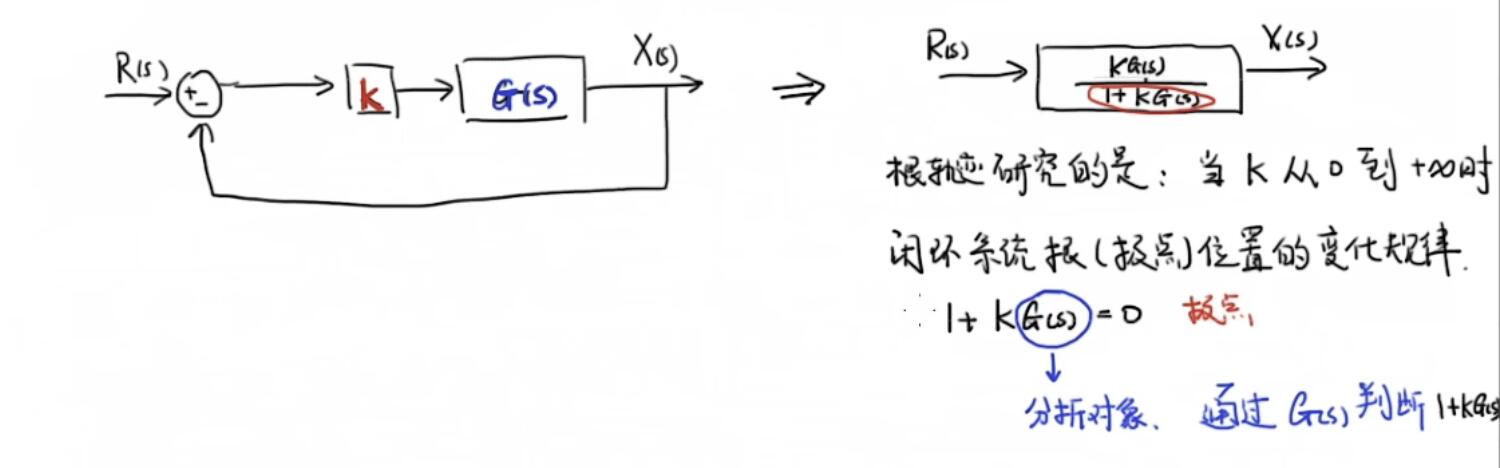 R(s)
+
-
K
G(s)
X(s)
⇒
R(s)
KG(s)
1+KG(s)
X(s)
根轨迹研究的是：当 K 从 0 到 +∞时
闭环系统根(极点)位置的变化规律.
1+KG(s)=0 极点
分析对象. 通过 G(s) 判断 1+KG(s